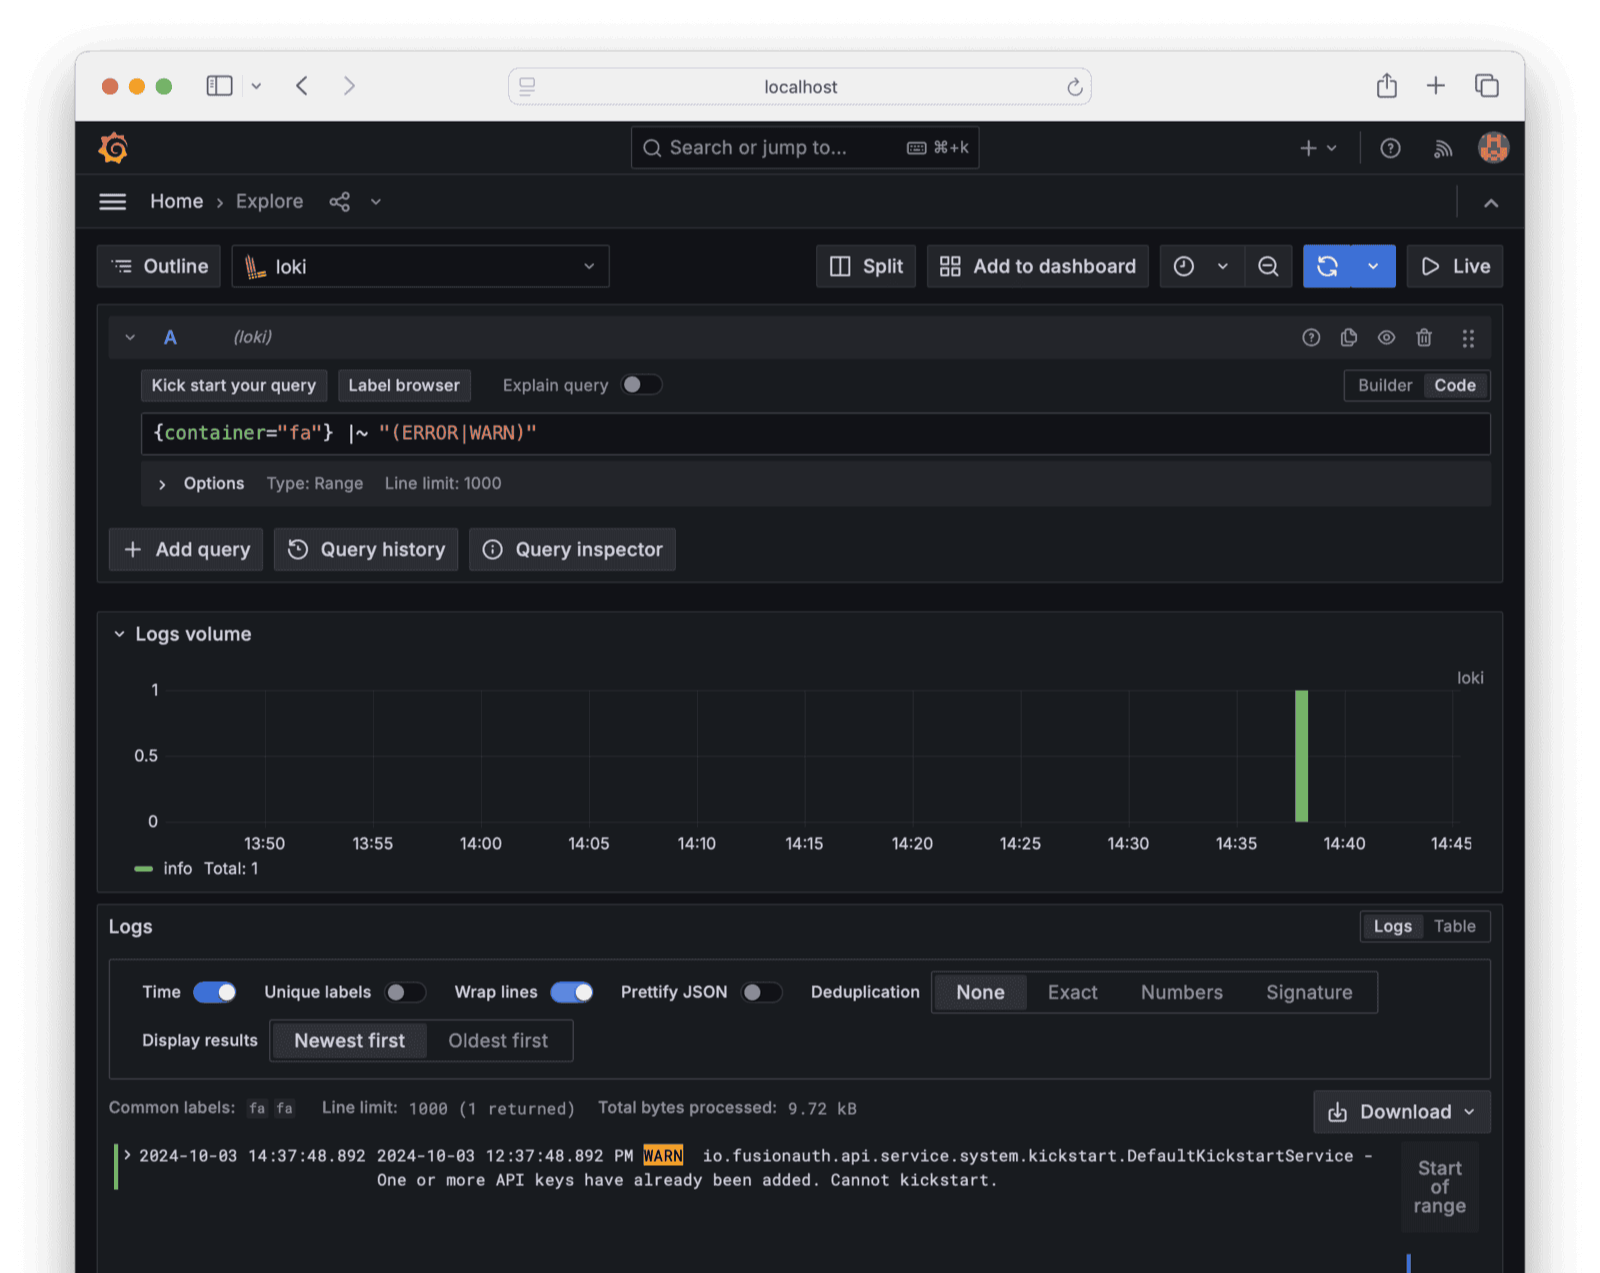 localhost
Search or jump to... ⌘+k
Home › Explore
Outline loki Split Add to dashboard Live
A (loki)
Kick start your query Label browser Explain query Builder Code
{container="fa"} |~ "(ERROR|WARN)"
Options Type: Range Line limit: 1000
Add query Query history Query inspector
Logs volume
loki
1
0.5
0
13:50 13:55 14:00 14:05 14:10 14:15 14:20 14:25 14:30 14:35 14:40 14:45
info Total: 1
Logs Logs Table
Time Unique labels Wrap lines Prettify JSON Deduplication None Exact Numbers Signature
Display results Newest first Oldest first
Common labels: fa fa Line limit: 1000 (1 returned) Total bytes processed: 9.72 kB Download
2024-10-03 14:37:48.892 2024-10-03 12:37:48.892 PM WARN io.fusionauth.api.service.system.kickstart.DefaultKickstartService -
One or more API keys have already been added. Cannot kickstart.
Start
of
range